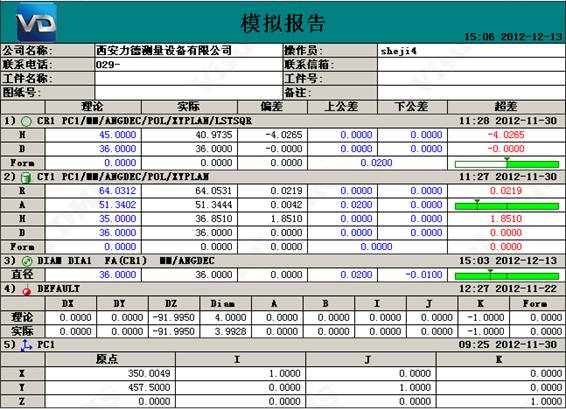 VD
模拟报告
15:06 2012-12-13
公司名称: 西安力德测量设备有限公司 操作员: sheji4
联系电话: 029- 联系信箱:
工件名称: 工件号:
图纸号: 备注:
理论 实际 偏差 上公差 下公差 超差
1) CR1 PC1/MM/ANGDEC/POL/XYPLAN/LSTSQR 11:28 2012-11-30
H 45.0000 40.9735 -4.0265 0.0000 0.0000 -4.0265
D 36.0000 36.0000 -0.0000 0.0000 0.0000 -0.0000
Form 0.0000 0.0000 0.0000 0.0200
2) CY1 PC1/MM/ANGDEC/POL/XYPLAN 11:27 2012-11-30
R 64.0312 64.0531 0.0219 0.0000 0.0000 0.0219
A 51.3402 51.3444 0.0042 0.0200 0.0000
H 35.0000 36.8510 1.8510 0.0000 0.0000 1.8510
D 36.0000 36.0000 0.0000 0.0000 0.0000 0.0000
Form 0.0000 0.0000 0.0000 0.0000 0.0000
3) DIAM DIA1 FA(CR1) MM/ANGDEC 15:03 2012-12-13
直径 36.0000 36.0000 0.0000 0.0200 -0.0100
4) DEFAULT 12:27 2012-11-22
DX DY DZ Diam A B I J K Form
理论 0.0000 0.0000 -91.9950 4.0000 0.0000 0.0000 0.0000 0.0000 -1.0000 0.0000
实际 0.0000 0.0000 -91.9950 3.9928 0.0000 0.0000 0.0000 0.0000 -1.0000 0.0000
5) PC1 09:25 2012-11-30
原点 I J K
X 350.0049 1.0000 0.0000 0.0000
Y 457.5000 0.0000 1.0000 0.0000
Z 0.0000 0.0000 0.0000 1.0000